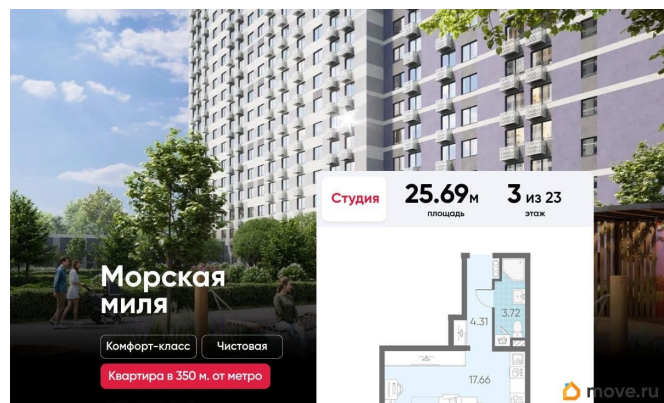 Студия
25.69м
площадь
3 из 23
этаж
Морская
миля
Комфорт-класс
Чистовая
Квартира в 350 м. от метро
4.31
3.72
17.66
move.ru